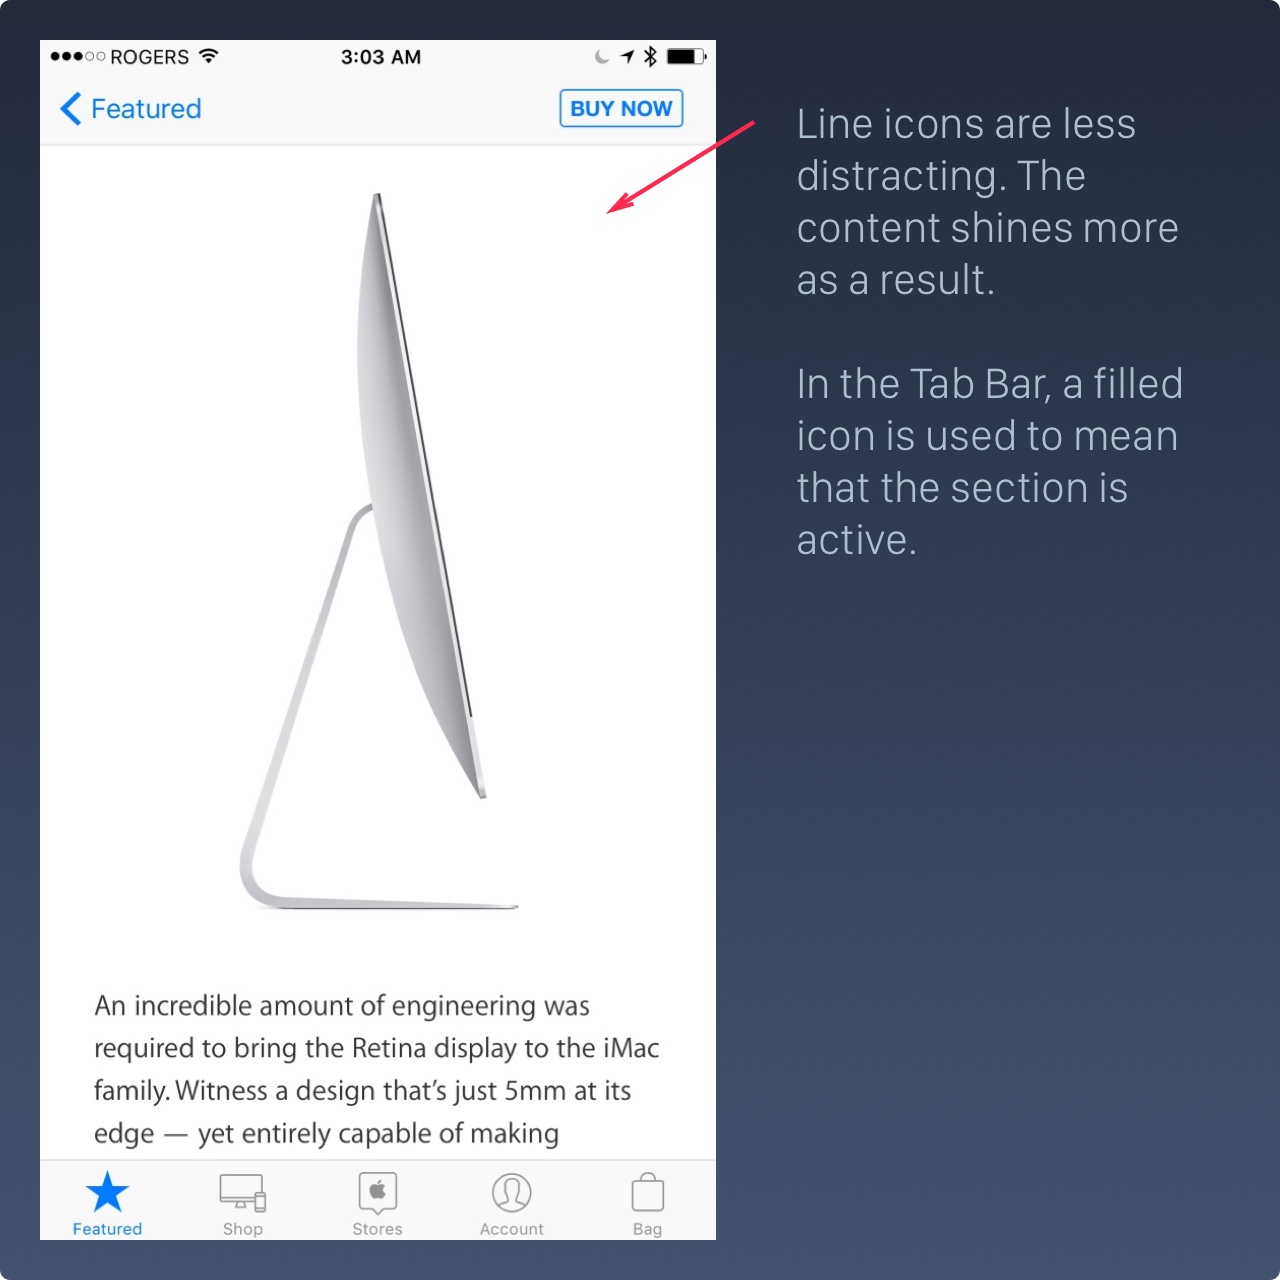 ROGERS 3:03 AM
Featured BUY NOW
Line icons are less
distracting. The
content shines more
as a result.
In the Tab Bar, a filled
icon is used to mean
that the section is
active.
An incredible amount of engineering was
required to bring the Retina display to the iMac
family. Witness a design that’s just 5mm at its
edge — yet entirely capable of making
Featured Shop Stores Account Bag